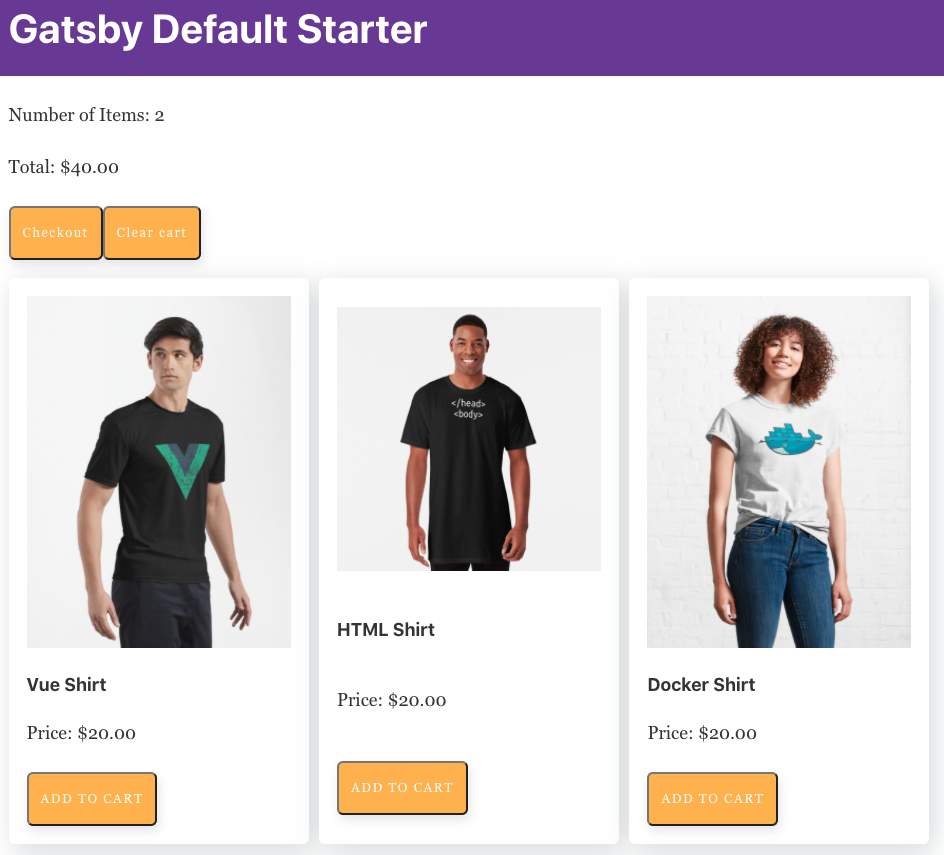 Gatsby Default Starter
Number of Items: 2
Total: $40.00
Checkout
Clear cart
</head>
<body>
Vue Shirt
Price: $20.00
ADD TO CART
HTML Shirt
Price: $20.00
ADD TO CART
Docker Shirt
Price: $20.00
ADD TO CART